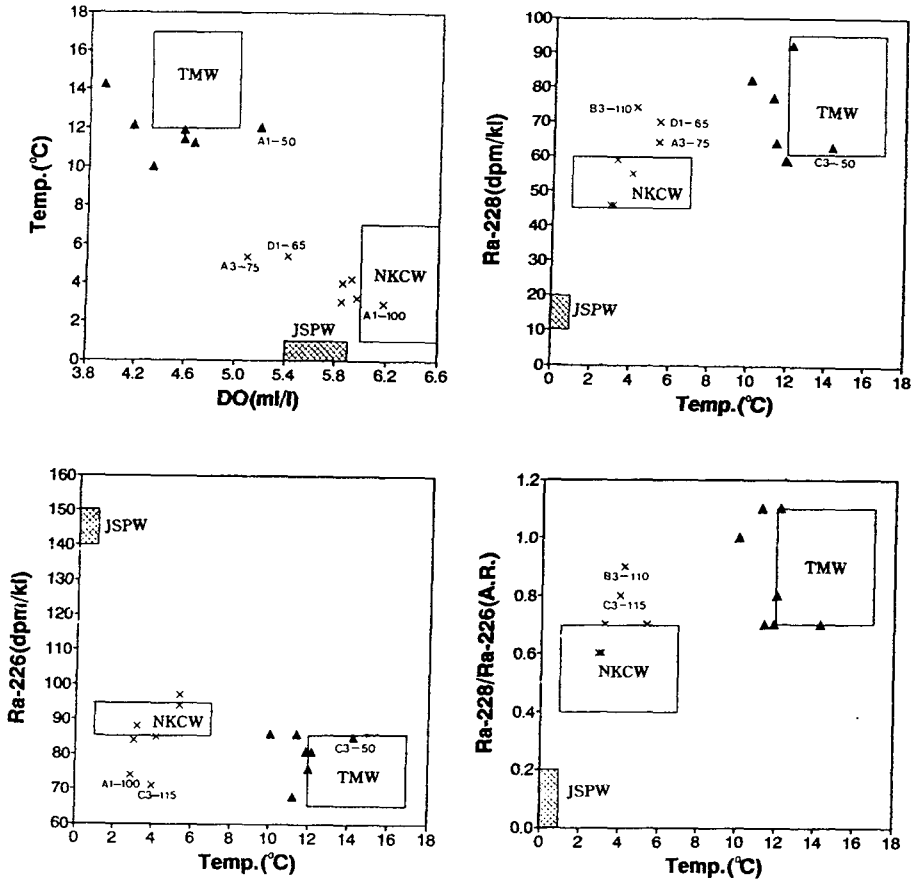 18
16
14
12
10
8
6
4
2
0
Temp.(°C)
3.8 4.2 4.6 5.0 5.4 5.8 6.2 6.6
DO(ml/l)
TMW
A1-50
D1-65
A3-75
NKCW
A1-100
JSPW
100
90
80
70
60
50
40
30
20
10
0
Ra-228(dpm/kl)
0 2 4 6 8 10 12 14 16 18
Temp.(°C)
B3-110
D1-65
A3-75
TMW
C3-50
NKCW
JSPW
160
150
140
130
120
110
100
90
80
70
60
Ra-226(dpm/kl)
0 2 4 6 8 10 12 14 16 18
Temp.(°C)
JSPW
NKCW
A1-100
C3-115
C3-50
TMW
1.2
1.0
0.8
0.6
0.4
0.2
0.0
Ra-228/Ra-226(A.R.)
0 2 4 6 8 10 12 14 16 18
Temp.(°C)
B3-110
C3-115
TMW
NKCW
JSPW